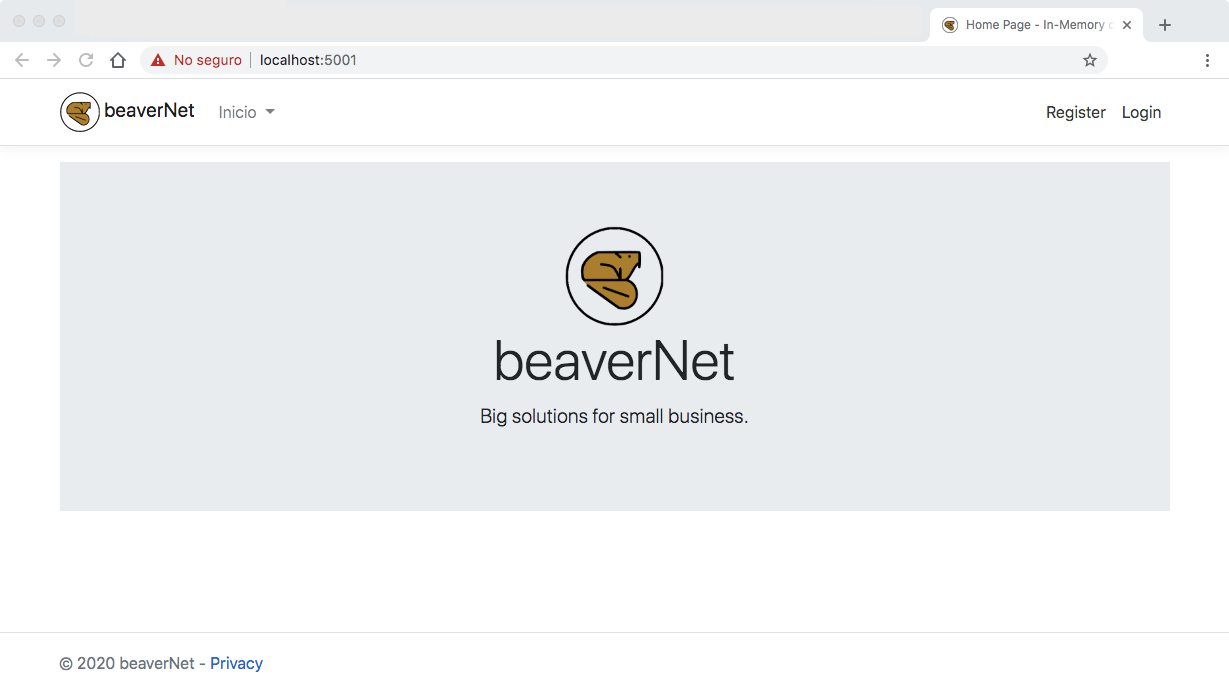 Home Page - In-Memory
No seguro
localhost:5001
beaverNet
Inicio
Register
Login
beaverNet
Big solutions for small business.
© 2020 beaverNet - Privacy